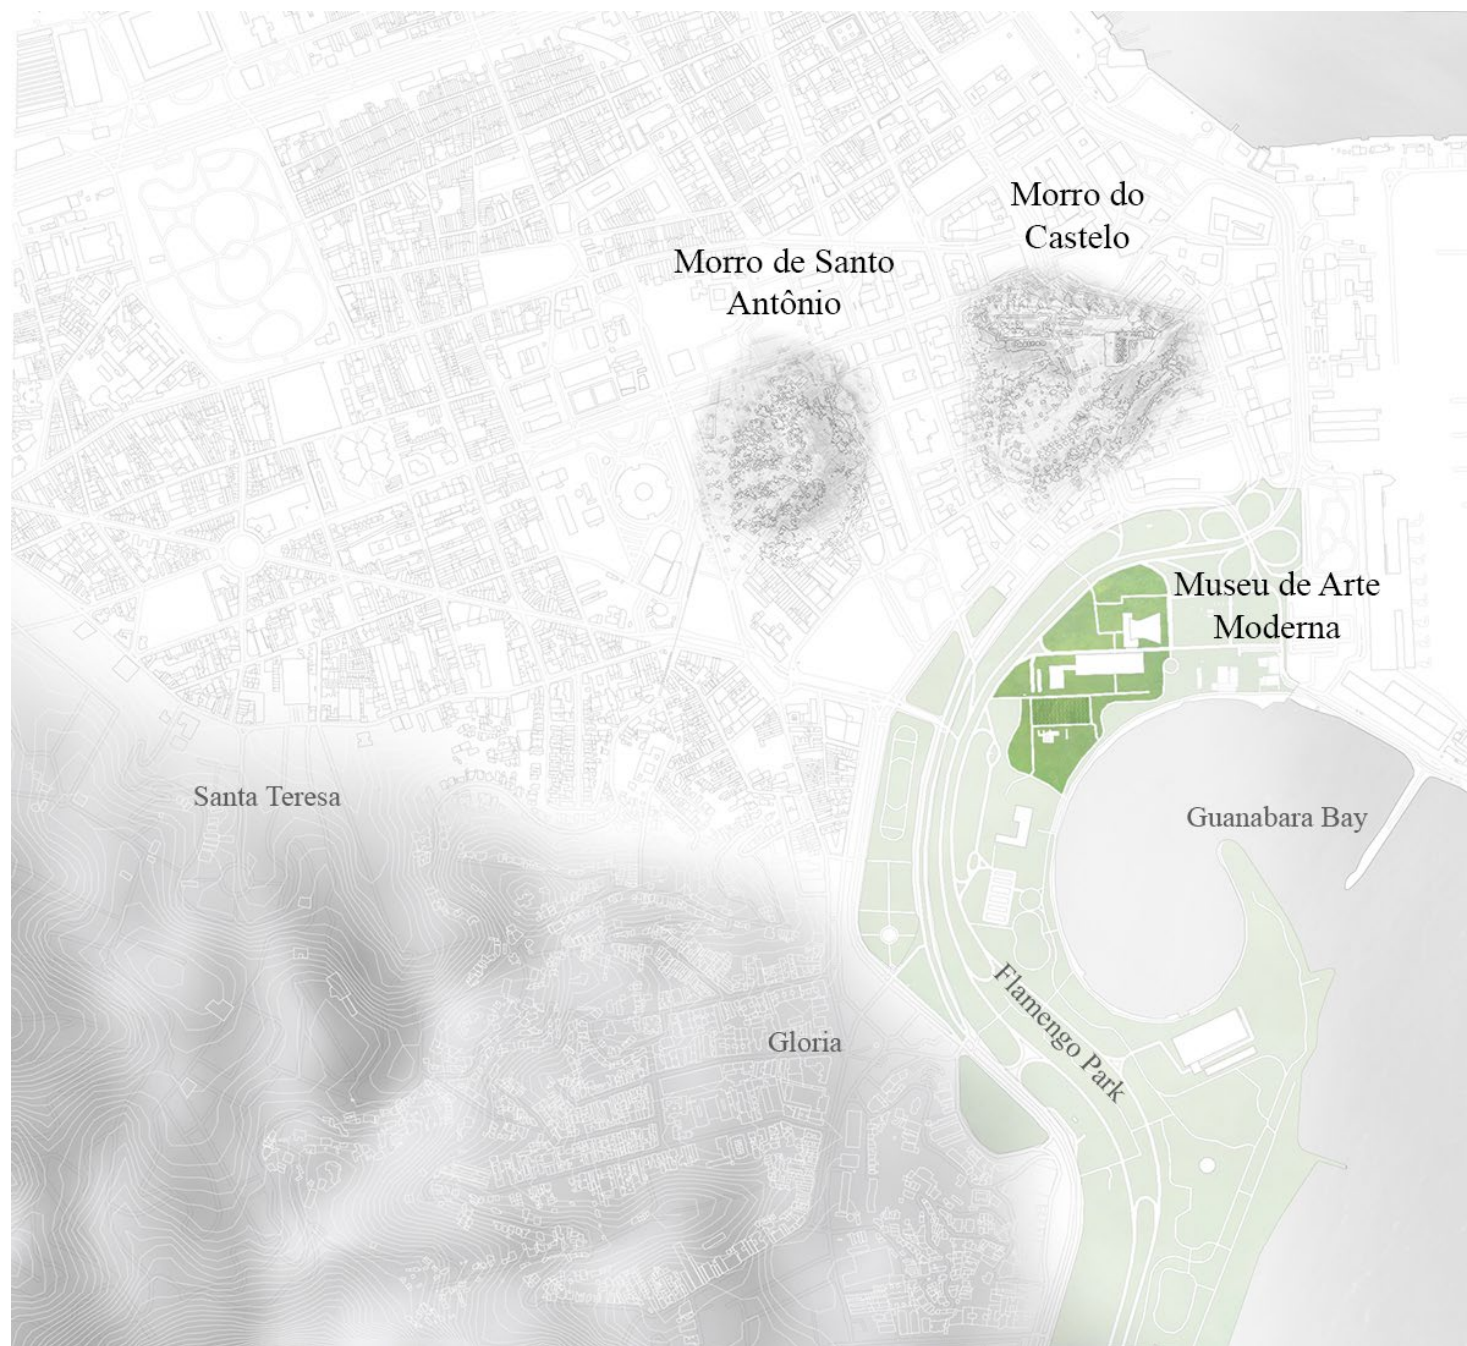 Morro do
Castelo
Morro de Santo
Antônio
Museu de Arte
Moderna
Santa Teresa
Guanabara Bay
Flamengo Park
Gloria